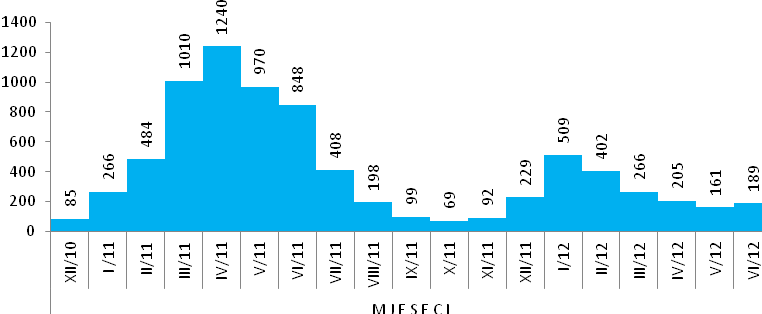 1400
1200
1000
800
600
400
200
0
85
266
484
1010
1240
970
848
408
198
99
69
92
229
509
402
266
205
161
189
XII/10
I/11
II/11
III/11
IV/11
V/11
VI/11
VII/11
VIII/11
IX/11
X/11
XI/11
XII/11
I/12
II/12
III/12
IV/12
V/12
VI/12
MJESECI